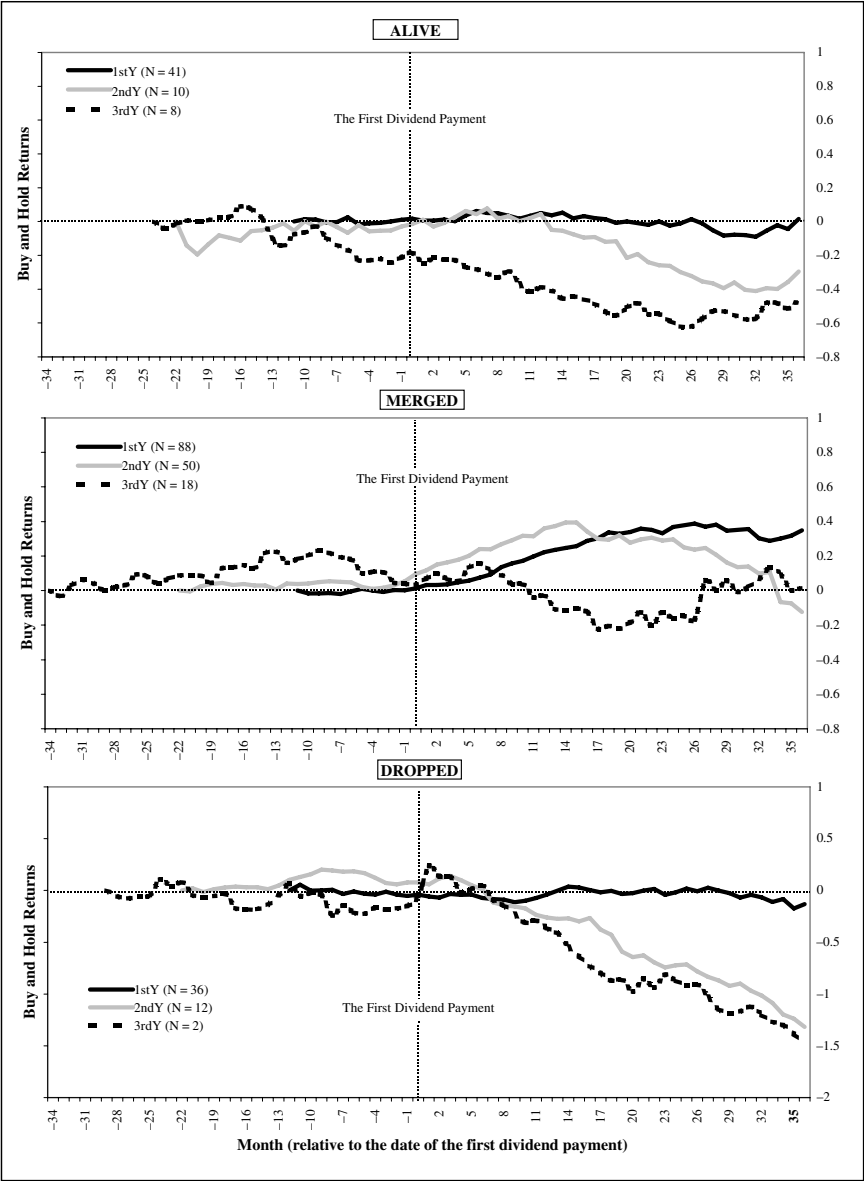 ALIVE
1stY (N = 41)
2ndY (N = 10)
3rdY (N = 8)
The First Dividend Payment
Buy and Hold Returns
1
0.8
0.6
0.4
0.2
0
−0.2
−0.4
−0.6
−0.8
−34 −31 −28 −25 −22 −19 −16 −13 −10 −7 −4 −1 2 5 8 11 14 17 20 23 26 29 32 35
MERGED
1stY (N = 88)
2ndY (N = 50)
3rdY (N = 18)
The First Dividend Payment
Buy and Hold Returns
1
0.8
0.6
0.4
0.2
0
−0.2
−0.4
−0.6
−0.8
−34 −31 −28 −25 −22 −19 −16 −13 −10 −7 −4 −1 2 5 8 11 14 17 20 23 26 29 32 35
DROPPED
1stY (N = 36)
2ndY (N = 12)
3rdY (N = 2)
The First Dividend Payment
Buy and Hold Returns
1
0.5
0
−0.5
−1
−1.5
−2
−34 −31 −28 −25 −22 −19 −16 −13 −10 −7 −4 −1 2 5 8 11 14 17 20 23 26 29 32 35
Month (relative to the date of the first dividend payment)